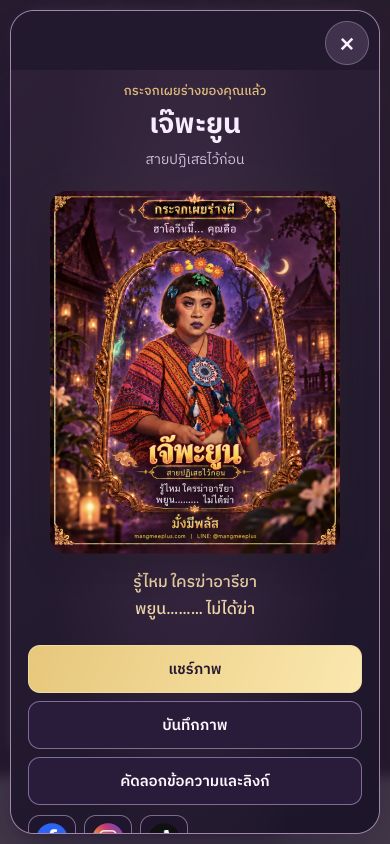 กระจกเผยร่างของคุณแล้ว
เจ๊พะยูน
สายปฏิเสธไว้ก่อน
กระจกเผยร่างผี
ฮาโลวีนนี้... คุณคือ
เจ๊พะยูน
สายปฏิเสธไว้ก่อน
รู้ไหม ใครฆ่าอารียา
พยูน......... ไม่ได้ฆ่า
มั่งมีพลัส
mangmeeplus.com | LINE: @mangmeeplus
รู้ไหม ใครฆ่าอารียา
พยูน......... ไม่ได้ฆ่า
แชร์ภาพ
บันทึกภาพ
คัดลอกข้อความและลิงก์